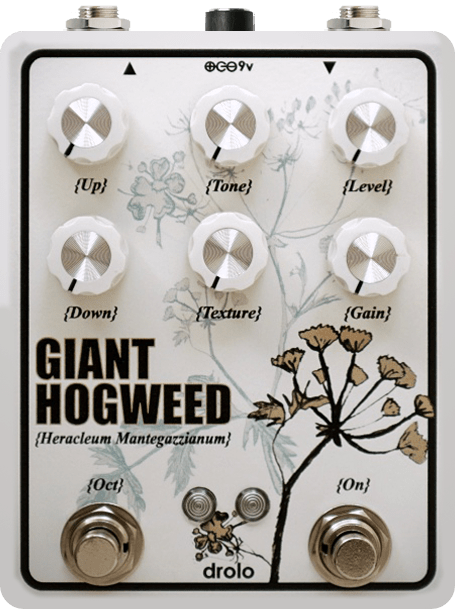 9v
{Up}
{Tone}
{Level}
{Down}
{Texture}
{Gain}
GIANT
HOGWEED
{Heracleum Mantegazzianum}
{Oct}
{On}
drolo